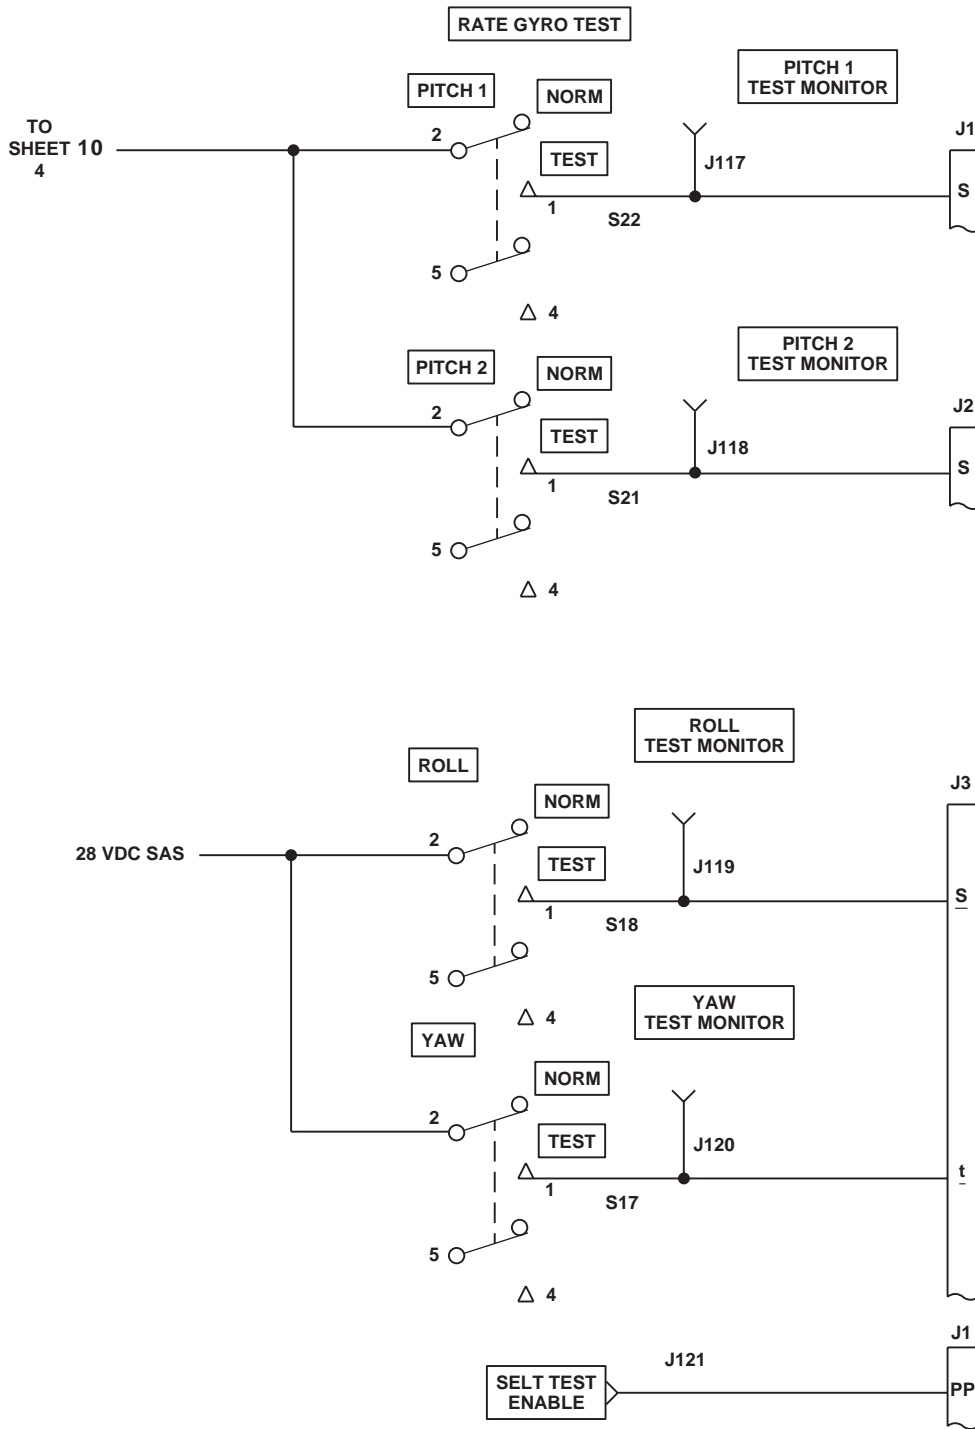 RATE GYRO TEST
PITCH 1
TEST MONITOR
PITCH 1
NORM
TO
SHEET 10
4
2
TEST
J117
J1
1
S22
S
5
4
PITCH 2
TEST MONITOR
PITCH 2
NORM
2
TEST
J118
J2
1
S21
S
5
4
ROLL
TEST MONITOR
ROLL
NORM
J3
28 VDC SAS
2
TEST
J119
1
S18
S
5
4
YAW
TEST MONITOR
YAW
NORM
2
TEST
J120
1
S17
t
5
4
J1
J121
SELT TEST
ENABLE
PP